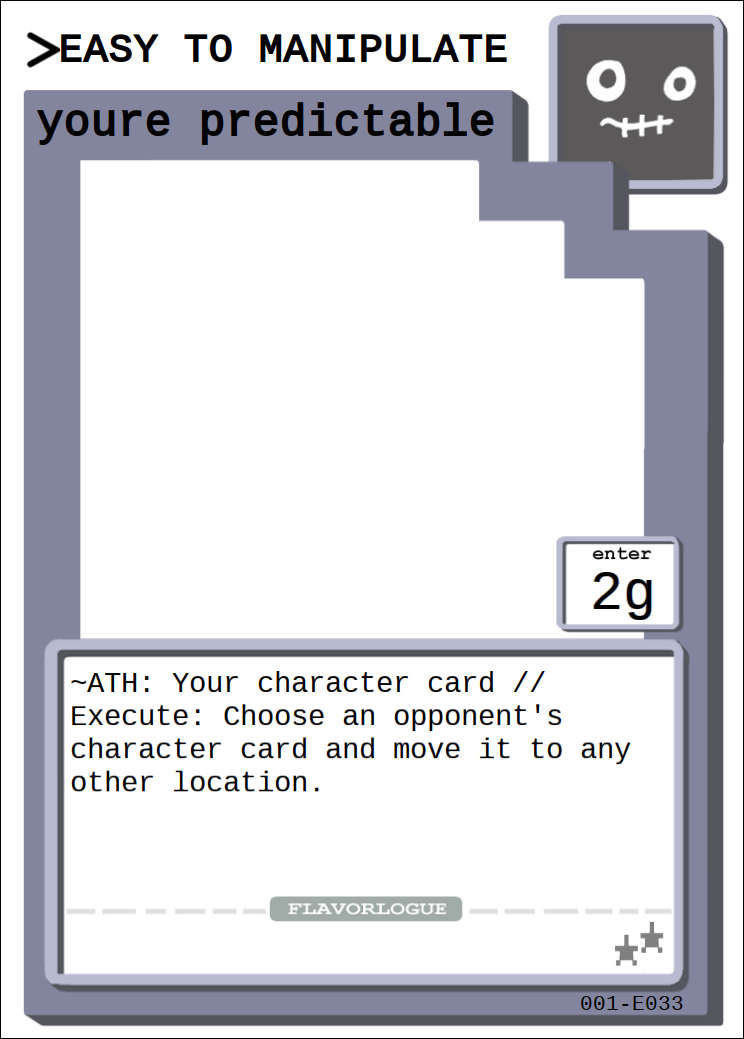 >EASY TO MANIPULATE
youre predictable
enter
2g
~ATH: Your character card //
Execute: Choose an opponent's
character card and move it to any
other location.
FLAVORLOGUE
001-E033